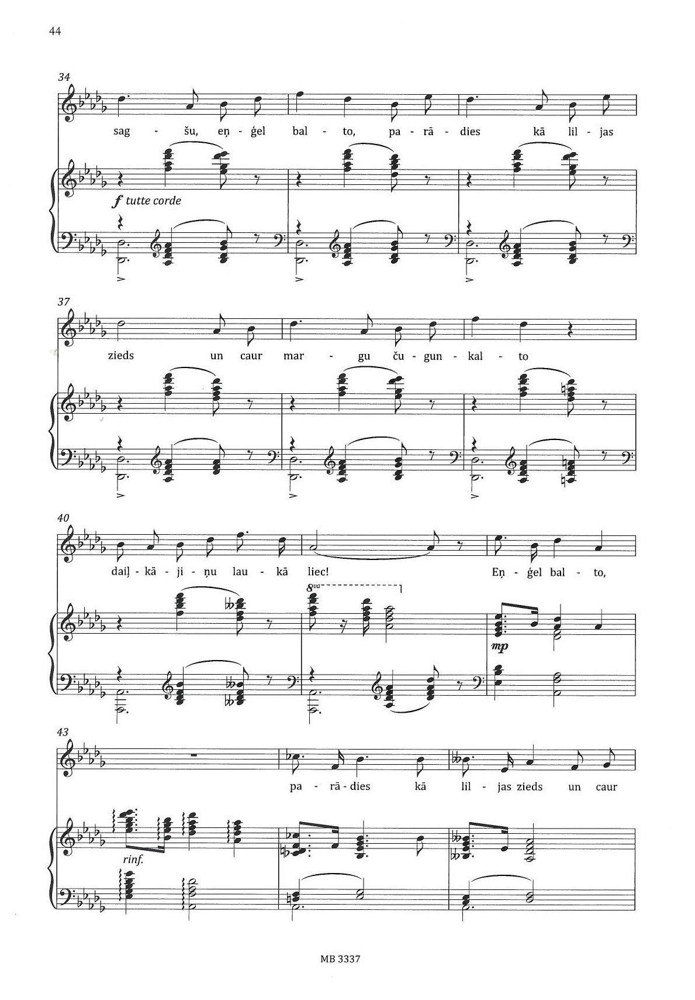 44
34
sag - šu, eņ - ģel bal - to, pa - rā - dies kā lil - jas
f tutte corde
37
zieds un caur mar - gu ču - gun - kal - to
40
daiļ - kā - ji - ņu lau - kā liec! Eņ - ģel bal - to,
8va
mp
43
pa - rā - dies kā lil - jas zieds un caur
rinf.
MB 3337